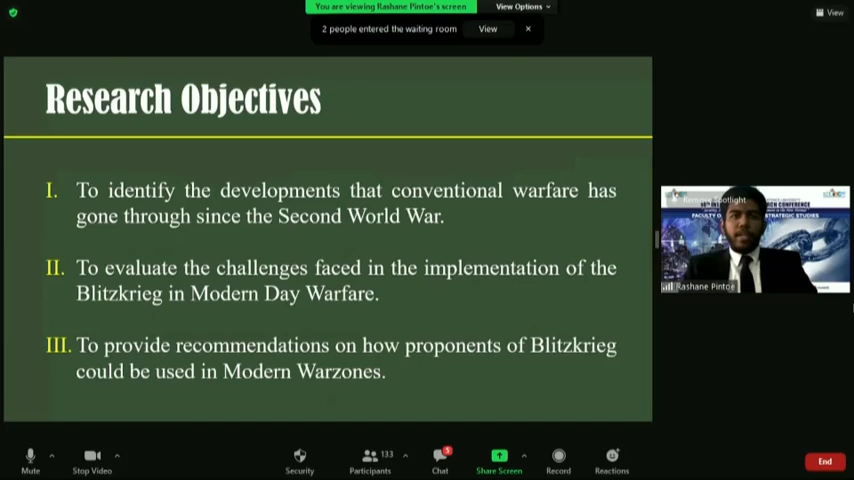 You are viewing Rashane Pintoe's screen
View Options
View
2 people entered the waiting room
View
Research Objectives
I. To identify the developments that conventional warfare has
gone through since the Second World War.
II. To evaluate the challenges faced in the implementation of the
Blitzkrieg in Modern Day Warfare.
III. To provide recommendations on how proponents of Blitzkrieg
could be used in Modern Warzones.
Remove Spotlight
CONFERENCE
FACULTY O
STRATEGIC STUDIES
Rashane Pintoe
Mute
Stop Video
Security
133
Participants
5
Chat
Share Screen
Record
Reactions
End